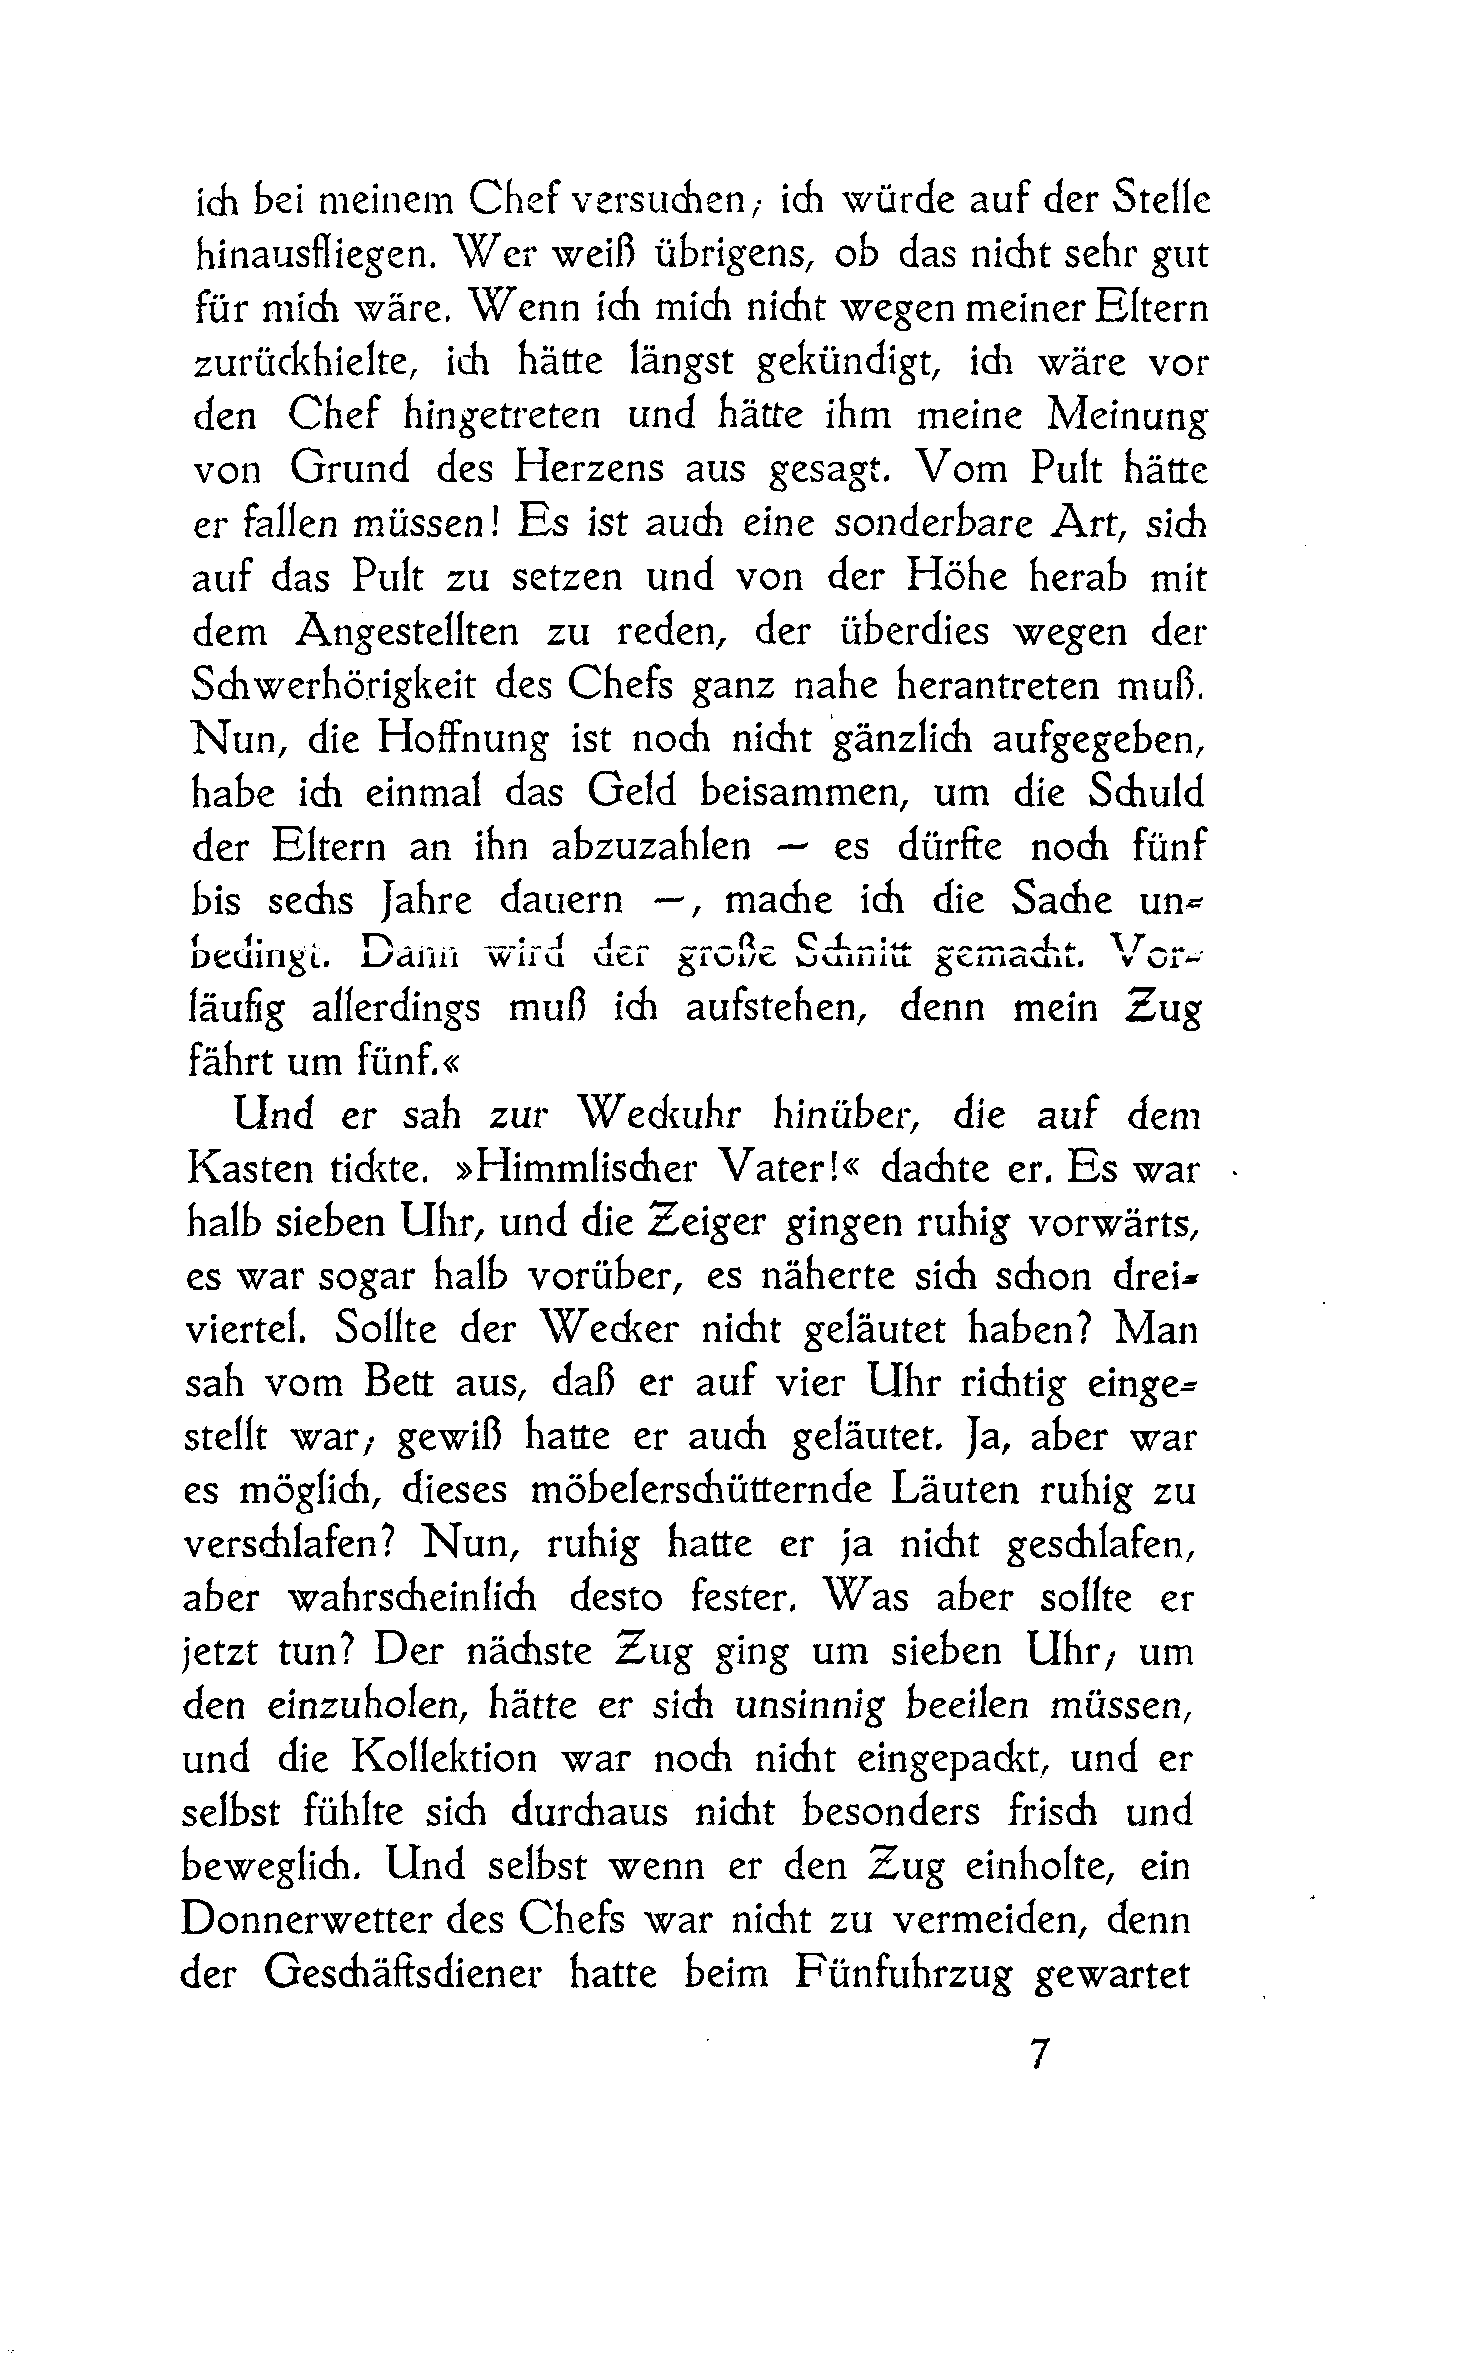 ich bei meinem Chef versuchen; ich würde auf der Stelle
hinausfliegen. Wer weiß übrigens, ob das nicht sehr gut
für mich wäre. Wenn ich mich nicht wegen meiner Eltern
zurückhielte, ich hätte längst gekündigt, ich wäre vor
den Chef hingetreten und hätte ihm meine Meinung
von Grund des Herzens aus gesagt. Vom Pult hätte
er fallen müssen! Es ist auch eine sonderbare Art, sich
auf das Pult zu setzen und von der Höhe herab mit
dem Angestellten zu reden, der überdies wegen der
Schwerhörigkeit des Chefs ganz nahe herantreten muß.
Nun, die Hoffnung ist noch nicht gänzlich aufgegeben,
habe ich einmal das Geld beisammen, um die Schuld
der Eltern an ihn abzuzahlen — es dürfte noch fünf
bis sechs Jahre dauern —, mache ich die Sache un-
bedingt. Dann wird der große Schnitt gemacht. Vor-
läufig allerdings muß ich aufstehen, denn mein Zug
fährt um fünf.«
Und er sah zur Weckuhr hinüber, die auf dem
Kasten tickte. »Himmlischer Vater!« dachte er. Es war
halb sieben Uhr, und die Zeiger gingen ruhig vorwärts,
es war sogar halb vorüber, es näherte sich schon drei-
viertel. Sollte der Wecker nicht geläutet haben? Man
sah vom Bett aus, daß er auf vier Uhr richtig einge-
stellt war; gewiß hatte er auch geläutet. Ja, aber war
es möglich, dieses möbelerschütternde Läuten ruhig zu
verschlafen? Nun, ruhig hatte er ja nicht geschlafen,
aber wahrscheinlich desto fester. Was aber sollte er
jetzt tun? Der nächste Zug ging um sieben Uhr; um
den einzuholen, hätte er sich unsinnig beeilen müssen,
und die Kollektion war noch nicht eingepackt, und er
selbst fühlte sich durchaus nicht besonders frisch und
beweglich. Und selbst wenn er den Zug einholte, ein
Donnerwetter des Chefs war nicht zu vermeiden, denn
der Geschäftsdiener hatte beim Fünfuhrzug gewartet
7